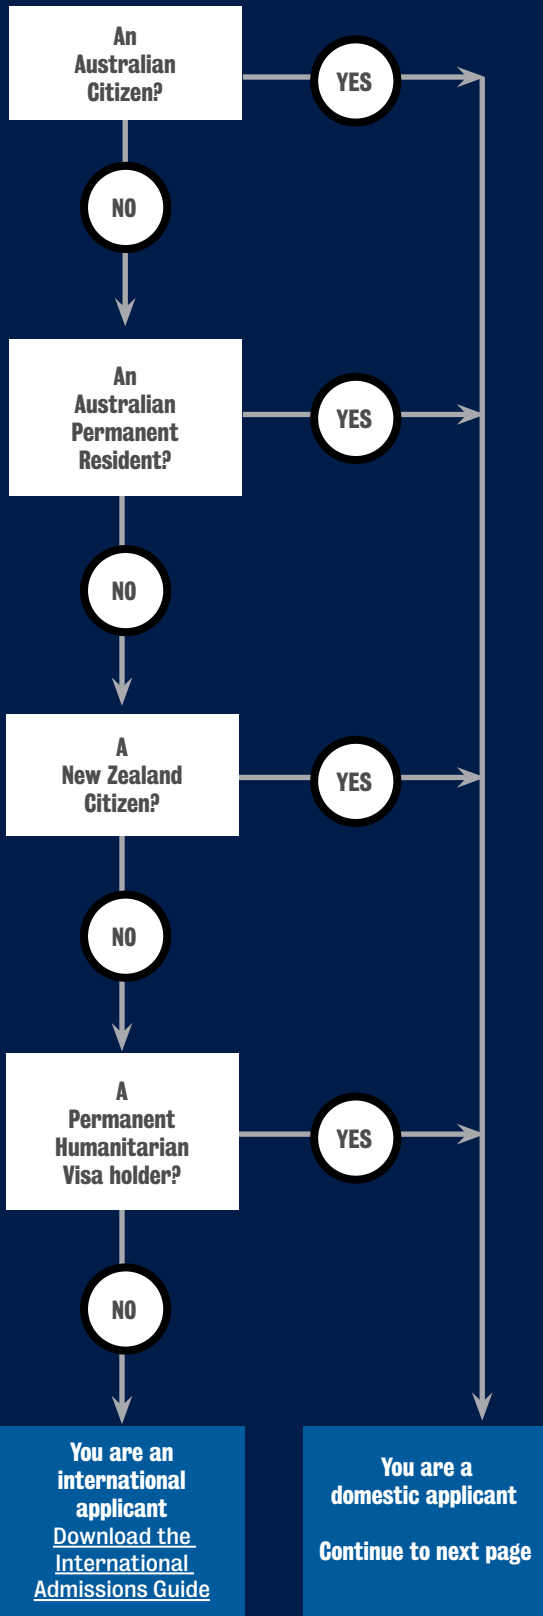 An
Australian
Citizen?
YES
NO
An
Australian
Permanent
Resident?
YES
NO
A
New Zealand
Citizen?
YES
NO
A
Permanent
Humanitarian
Visa holder?
YES
NO
You are an
international
applicant
Download the
International
Admissions Guide
You are a
domestic applicant
Continue to next page